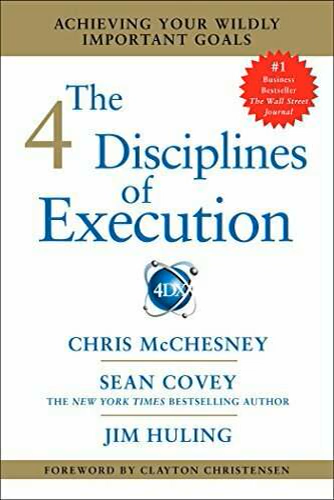 ACHIEVING YOUR WILDLY
IMPORTANT GOALS
#1
Business
Bestseller
The Wall Street
Journal
The
4 Disciplines
of
Execution
4DX
CHRIS McCHESNEY
SEAN COVEY
THE NEW YORK TIMES BESTSELLING AUTHOR
JIM HULING
FOREWORD BY CLAYTON CHRISTENSEN